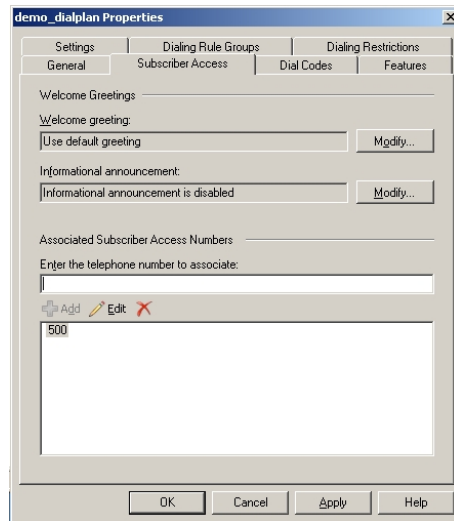 demo_dialplan Properties
Settings Dialing Rule Groups Dialing Restrictions
General Subscriber Access Dial Codes Features
Welcome Greetings
Welcome greeting:
Use default greeting Modify...
Informational announcement:
Informational announcement is disabled Modify...
Associated Subscriber Access Numbers
Enter the telephone number to associate:
Add Edit
500
OK Cancel Apply Help